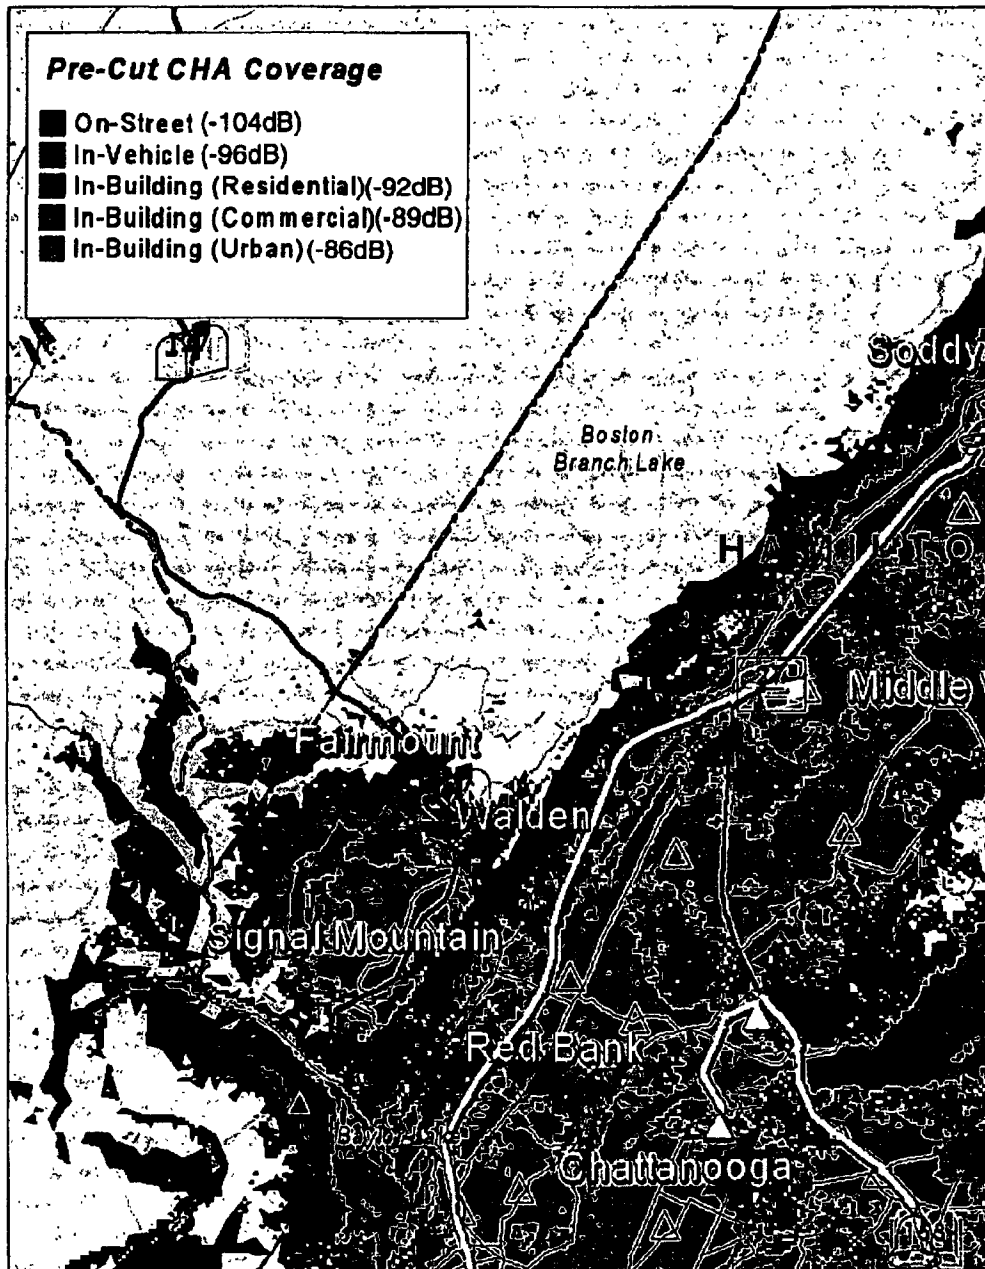 Pre-Cut CHA Coverage
On-Street (-104dB)
In-Vehicle (-96dB)
In-Building (Residential)(-92dB)
In-Building (Commercial)(-89dB)
In-Building (Urban)(-86dB)
Soddy
Boston
Branch Lake
Middle
Fairmount
Walden
Signal Mountain
Red Bank
Chattanooga